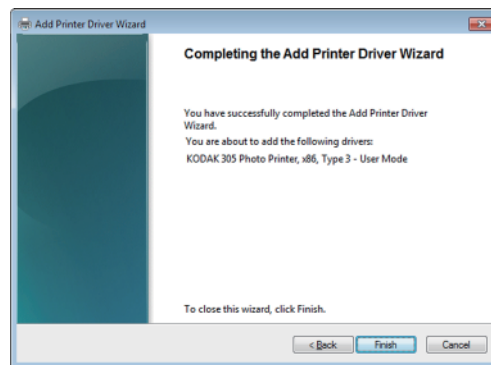 Add Printer Driver Wizard
Completing the Add Printer Driver Wizard
You have successfully completed the Add Printer Driver
Wizard.
You are about to add the following drivers:
KODAK 305 Photo Printer, x86, Type 3 - User Mode
To close this wizard, click Finish.
< Back Finish Cancel